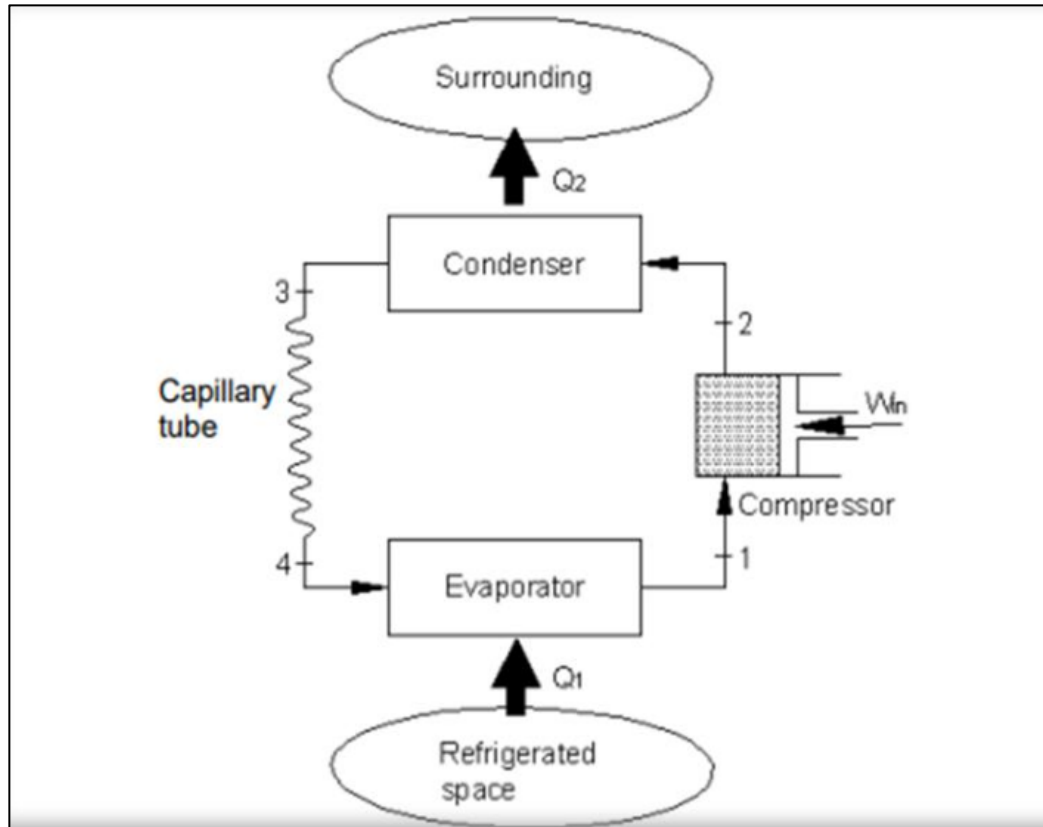 Surrounding
Q2
Condenser
3
2
Capillary
tube
Win
Compressor
4
1
Evaporator
Q1
Refrigerated
space